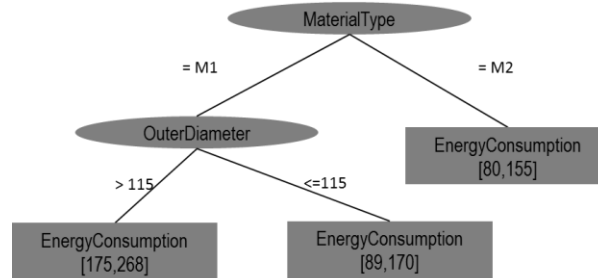 MaterialType
= M1
= M2
OuterDiameter
EnergyConsumption
[80,155]
> 115
<=115
EnergyConsumption
[175,268]
EnergyConsumption
[89,170]